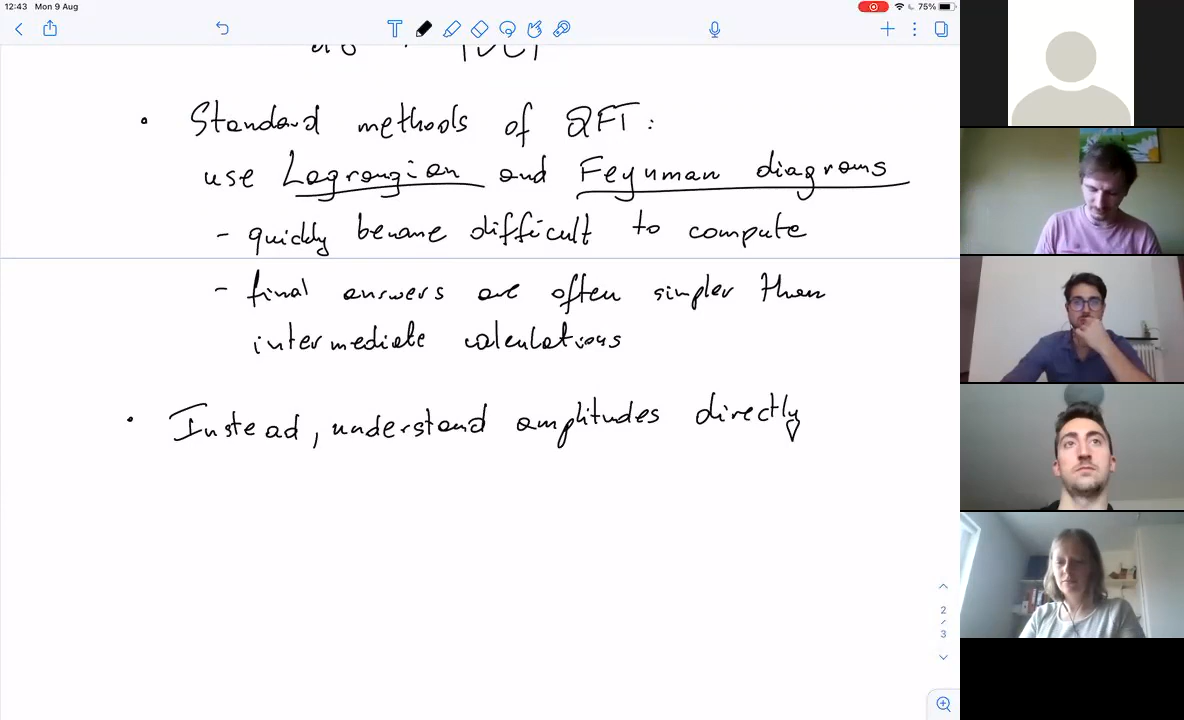 12:43 Mon 9 Aug
75%
• Standard methods of QFT:
use Lagrangian and Feynman diagrams
- quickly become difficult to compute
- final answers are often simpler than
intermediate calculations
• Instead, understand amplitudes directly
2
/
3